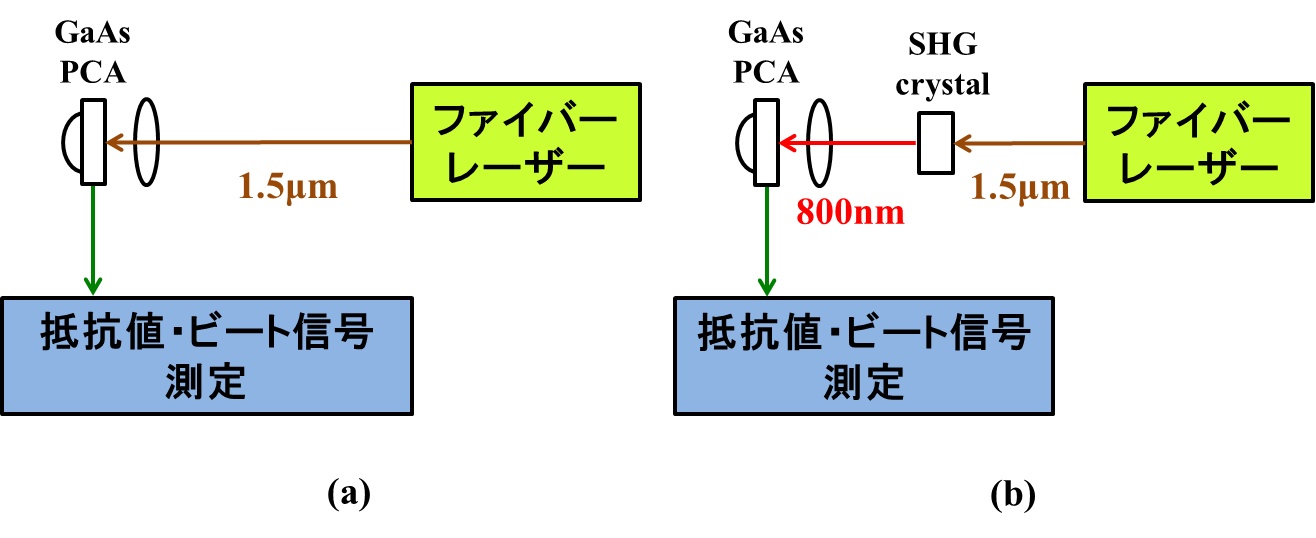 GaAs
PCA
ファイバー
レーザー
1.5μm
抵抗値・ビート信号
測定
(a)
GaAs
PCA
SHG
crystal
ファイバー
レーザー
1.5μm
800nm
抵抗値・ビート信号
測定
(b)